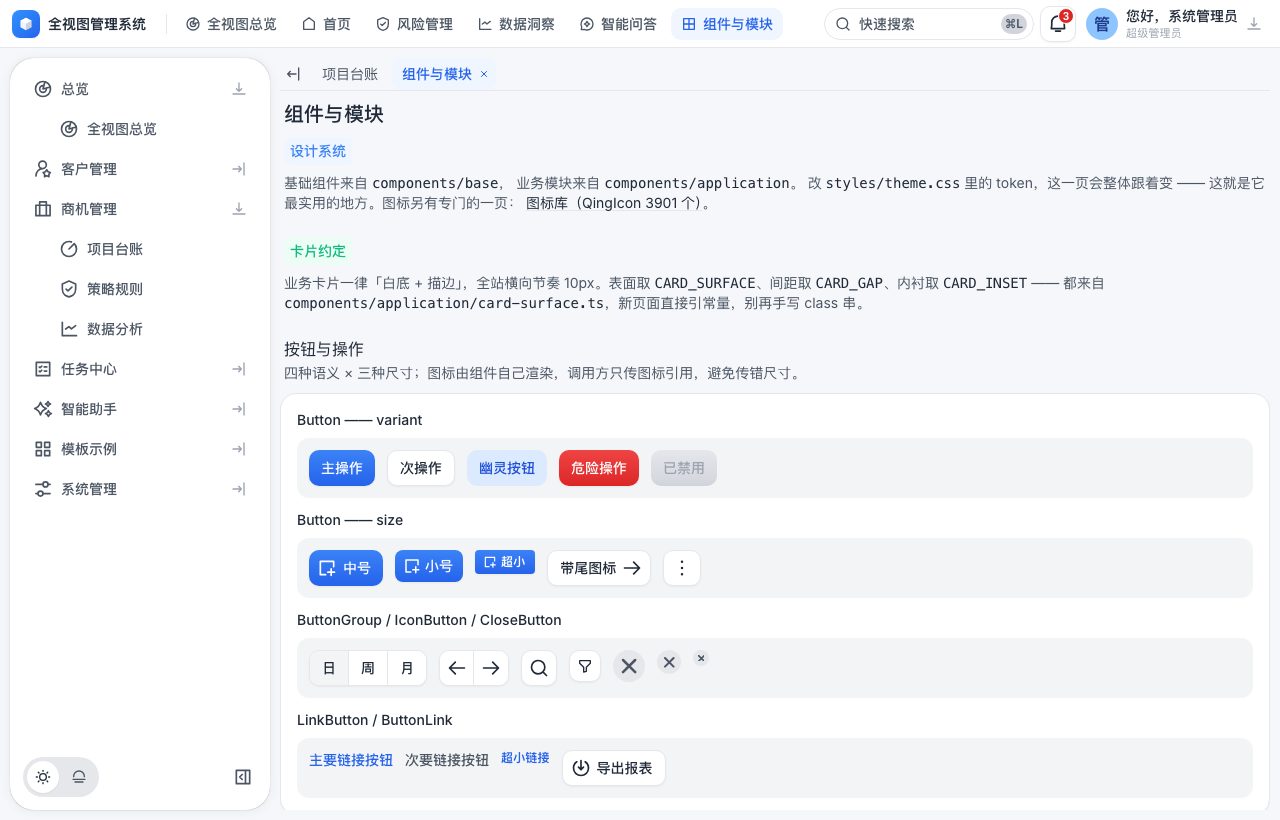 全视图管理系统
全视图总览
首页
风险管理
数据洞察
智能问答
组件与模块
快速搜索
⌘L
3
管
您好，系统管理员
超级管理员
总览
全视图总览
客户管理
商机管理
项目台账
策略规则
数据分析
任务中心
智能助手
模板示例
系统管理
项目台账
组件与模块 ×
组件与模块
设计系统
基础组件来自 components/base， 业务模块来自 components/application。 改 styles/theme.css 里的 token，这一页会整体跟着变 —— 这就是它
最实用的地方。图标另有专门的一页： 图标库（QingIcon 3901 个）。
卡片约定
业务卡片一律「白底 + 描边」，全站横向节奏 10px。表面取 CARD_SURFACE、间距取 CARD_GAP、内衬取 CARD_INSET —— 都来自
components/application/card-surface.ts，新页面直接引常量，别再手写 class 串。
按钮与操作
四种语义 × 三种尺寸；图标由组件自己渲染，调用方只传图标引用，避免传错尺寸。
Button —— variant
主操作
次操作
幽灵按钮
危险操作
已禁用
Button —— size
中号
小号
超小
带尾图标
ButtonGroup / IconButton / CloseButton
日
周
月
LinkButton / ButtonLink
主要链接按钮
次要链接按钮
超小链接
导出报表